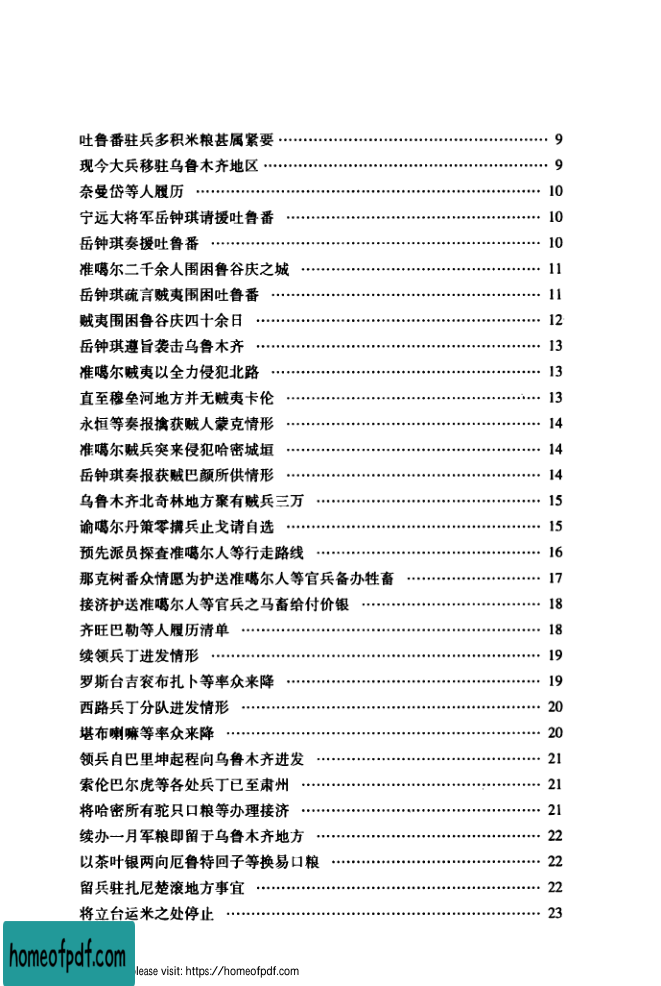 吐鲁番驻兵多积米粮甚属紧要 …… 9
现今大兵移驻乌鲁木齐地区 …… 9
奈曼岱等人履历 …… 10
宁远大将军岳钟琪请援吐鲁番 …… 10
岳钟琪奏援吐鲁番 …… 10
准噶尔二千余人围困鲁谷庆之城 …… 11
岳钟琪疏言贼夷围困吐鲁番 …… 11
贼夷围困鲁谷庆四十余日 …… 12
岳钟琪遵旨袭击乌鲁木齐 …… 13
准噶尔贼夷以全力侵犯北路 …… 13
直至穆垒河地方并无贼夷卡伦 …… 13
永恒等奏报擒获贼人蒙克情形 …… 14
准噶尔贼兵突来侵犯哈密城垣 …… 14
岳钟琪奏报获贼巴颜所供情形 …… 14
乌鲁木齐北奇林地方聚有贼兵三万 …… 15
谕噶尔丹策零搆兵止戈请自选 …… 15
预先派员探查准噶尔人等行走路线 …… 16
那克树番众情愿为护送准噶尔人等官兵备办牲畜 …… 17
接济护送准噶尔人等官兵之马畜给付价银 …… 18
齐旺巴勒等人履历清单 …… 18
续领兵丁进发情形 …… 19
罗斯台吉衮布扎卜等率众来降 …… 19
西路兵丁分队进发情形 …… 20
堪布喇嘛等率众来降 …… 20
领兵自巴里坤起程向乌鲁木齐进发 …… 21
索伦巴尔虎等各处兵丁已至肃州 …… 21
将哈密所有驼只口粮等办理接济 …… 21
续办一月军粮即留于乌鲁木齐地方 …… 22
以茶叶银两向厄鲁特回子等换易口粮 …… 22
留兵驻扎尼楚滚地方事宜 …… 22
将立台运米之处停止 …… 23
homeofpdf.com
lease visit: https://homeofpdf.com